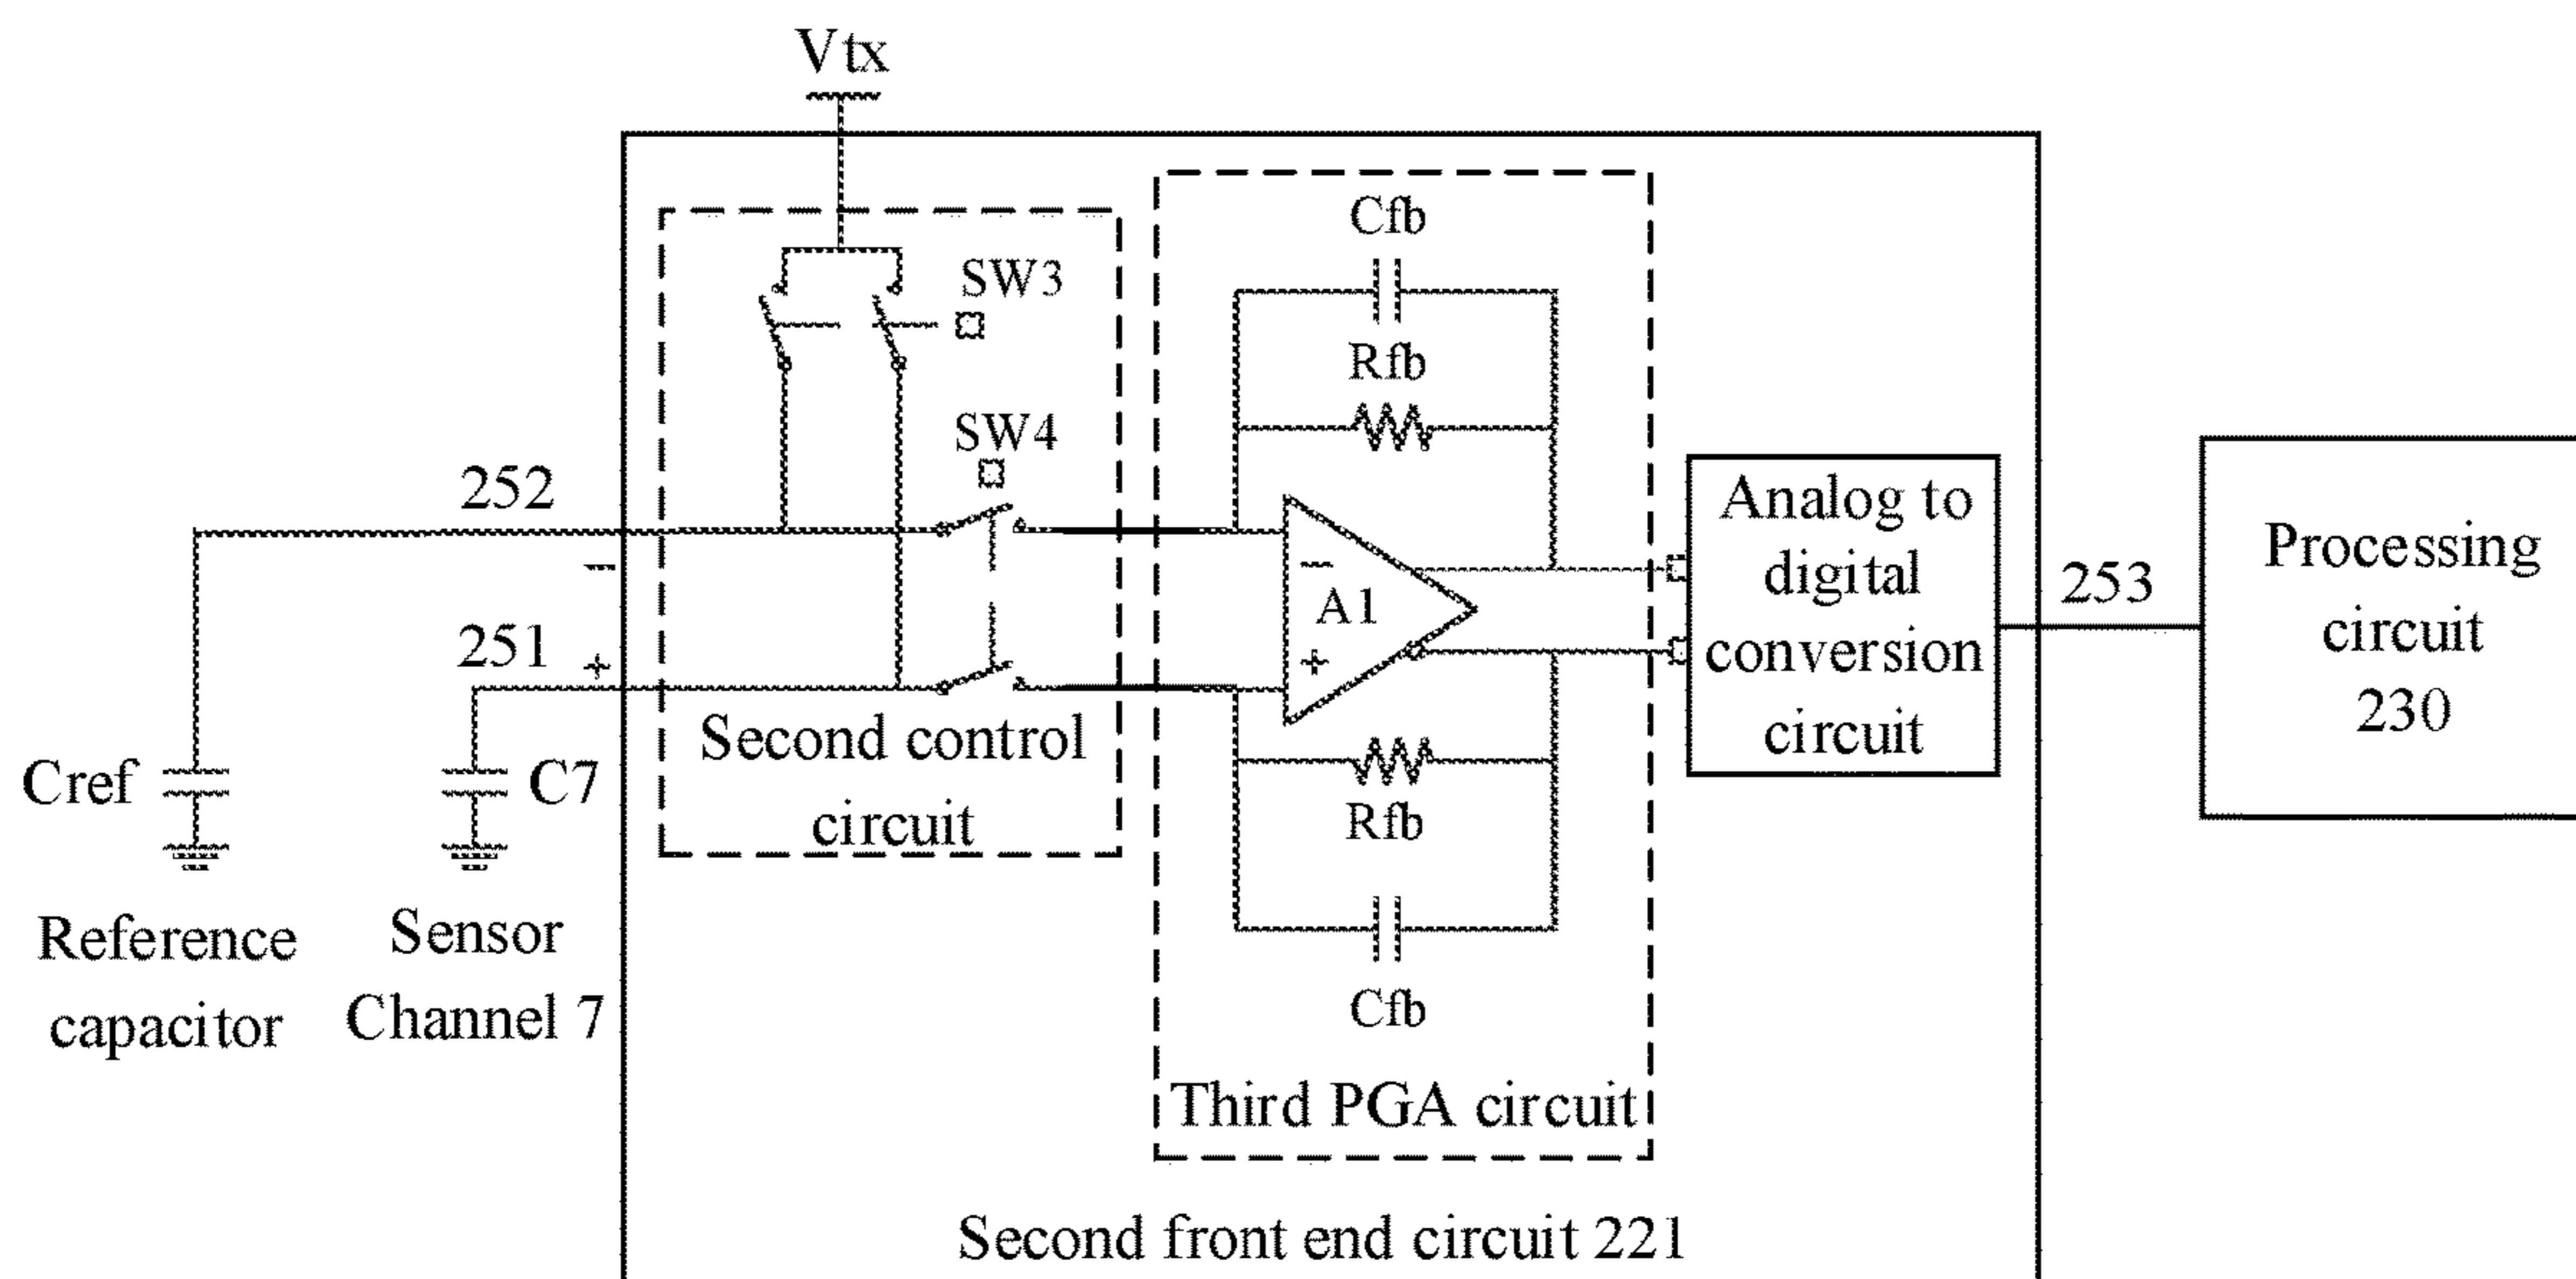 Vtx
Cfb
SW3
Rfb
SW4
252
−
Analog to
digital
conversion
circuit
Processing
circuit
230
−
A1
+
253
251
+
Second control
circuit
Cref
C7
Rfb
Reference
capacitor
Sensor
Channel 7
Cfb
Third PGA circuit
Second front end circuit 221